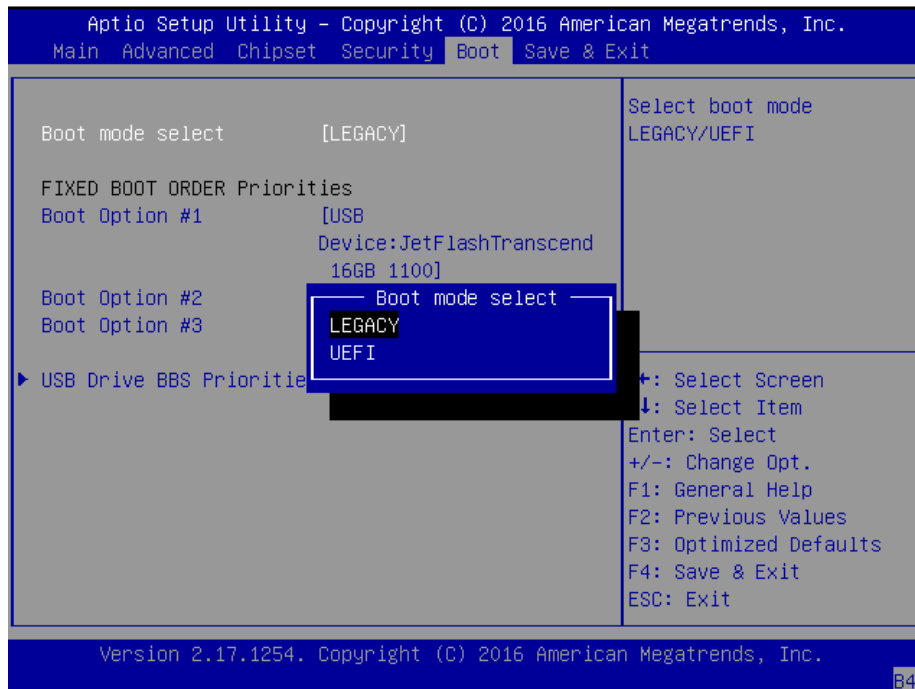 Aptio Setup Utility – Copyright (C) 2016 American Megatrends, Inc.
Main Advanced Chipset Security Boot Save & Exit
Boot mode select [LEGACY]
FIXED BOOT ORDER Priorities
Boot Option #1 [USB
Device:JetFlashTranscend
16GB 1100]
Boot Option #2
Boot Option #3
USB Drive BBS Prioritie
Boot mode select
LEGACY
UEFI
Select boot mode
LEGACY/UEFI
: Select Screen
: Select Item
Enter: Select
+/-: Change Opt.
F1: General Help
F2: Previous Values
F3: Optimized Defaults
F4: Save & Exit
ESC: Exit
Version 2.17.1254. Copyright (C) 2016 American Megatrends, Inc.
B4